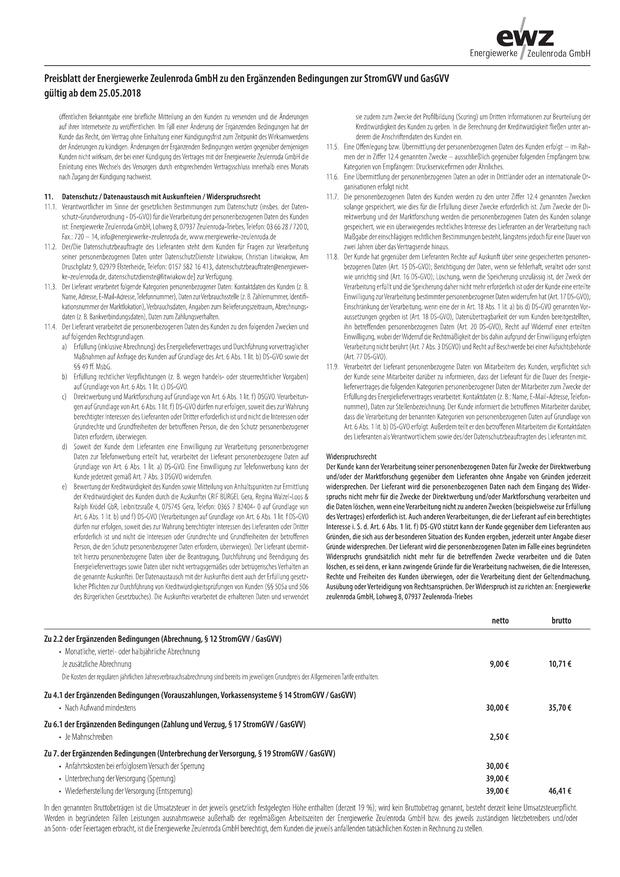 ewz
Energiewerke Zeulenroda GmbH
Preisblatt der Energiewerke Zeulenroda GmbH zu den Ergänzenden Bedingungen zur StromGVV und GasGVV
gültig ab dem 25.05.2018
öffentlichen Bekanntgabe eine briefliche Mitteilung an den Kunden zu versenden und die Änderungen
auf ihrer Internetseite zu veröffentlichen. Im Fall einer Änderung der Ergänzenden Bedingungen hat der
Kunde das Recht, den Vertrag ohne Einhaltung einer Kündigungsfrist zum Zeitpunkt des Wirksamwerdens
der Änderungen zu kündigen. Änderungen der Ergänzenden Bedingungen werden gegenüber demjenigen
Kunden nicht wirksam, der bei einer Kündigung des Vertrages mit der Energiewerke Zeulenroda GmbH die
Einleitung eines Wechsels des Versorgers durch entsprechenden Vertragsschluss innerhalb eines Monats
nach Zugang der Kündigung nachweist.
11. Datenschutz / Datenaustausch mit Auskunfteien / Widerspruchsrecht
11.1. Verantwortlicher im Sinne der gesetzlichen Bestimmungen zum Datenschutz (insbes. der Daten-
schutz-Grundverordnung - DS-GVO) für die Verarbeitung der personenbezogenen Daten des Kunden
ist: Energiewerke Zeulenroda GmbH, Lohweg 8, 07937 Zeulenroda-Triebes, Telefon: 03 66 28 / 720 0,
Fax.: 720 – 14, info@energiewerke-zeulenroda.de, www.energiewerke-zeulenroda.de
11.2. Der/Die Datenschutzbeauftragte des Lieferanten steht dem Kunden für Fragen zur Verarbeitung
seiner personenbezogenen Daten unter DatenschutzDienste Litwiakow, Christian Litwiakow, Am
Druschplatz 9, 02979 Elsterheide, Telefon: 0157 582 16 413, datenschutzbeauftragter@energiewer-
ke-zeulenroda.de, datenschutzdienst@litwiakow.de] zur Verfügung.
11.3. Der Lieferant verarbeitet folgende Kategorien personenbezogener Daten: Kontaktdaten des Kunden (z. B.
Name, Adresse, E-Mail-Adresse, Telefonnummer), Daten zur Verbrauchsstelle (z. B. Zählernummer, Identifi-
kationsnummer der Marktlokation), Verbrauchsdaten, Angaben zum Belieferungszeitraum, Abrechnungs-
daten (z. B. Bankverbindungsdaten), Daten zum Zahlungsverhalten.
11.4. Der Lieferant verarbeitet die personenbezogenen Daten des Kunden zu den folgenden Zwecken und
auf folgenden Rechtsgrundlagen.
a) Erfüllung (inklusive Abrechnung) des Energieliefervertrages und Durchführung vorvertraglicher
Maßnahmen auf Anfrage des Kunden auf Grundlage des Art. 6 Abs. 1 lit. b) DS-GVO sowie der
§§ 49 ff. MsbG.
b) Erfüllung rechtlicher Verpflichtungen (z. B. wegen handels- oder steuerrechtlicher Vorgaben)
auf Grundlage von Art. 6 Abs. 1 lit. c) DS-GVO.
c) Direktwerbung und Marktforschung auf Grundlage von Art. 6 Abs. 1 lit. f) DSGVO. Verarbeitun-
gen auf Grundlage von Art. 6 Abs. 1 lit. f) DS-GVO dürfen nur erfolgen, soweit dies zur Wahrung
berechtigter Interessen des Lieferanten oder Dritter erforderlich ist und nicht die Interessen oder
Grundrechte und Grundfreiheiten der betroffenen Person, die den Schutz personenbezogener
Daten erfordern, überwiegen.
d) Soweit der Kunde dem Lieferanten eine Einwilligung zur Verarbeitung personenbezogener
Daten zur Telefonwerbung erteilt hat, verarbeitet der Lieferant personenbezogene Daten auf
Grundlage von Art. 6 Abs. 1 lit. a) DS-GVO. Eine Einwilligung zur Telefonwerbung kann der
Kunde jederzeit gemäß Art. 7 Abs. 3 DSGVO widerrufen.
e) Bewertung der Kreditwürdigkeit des Kunden sowie Mitteilung von Anhaltspunkten zur Ermittlung
der Kreditwürdigkeit des Kunden durch die Auskunftei CRIF BÜRGEL Gera, Regina Walzel-Loos &
Ralph Knödel GbR, Leibnitzstraße 4, 075745 Gera, Telefon: 0365 7 82404- 0 auf Grundlage von
Art. 6 Abs. 1 lit. b) und f) DS-GVO (Verarbeitungen auf Grundlage von Art. 6 Abs. 1 lit. f DS-GVO
dürfen nur erfolgen, soweit dies zur Wahrung berechtigter Interessen des Lieferanten oder Dritter
erforderlich ist und nicht die Interessen oder Grundrechte und Grundfreiheiten der betroffenen
Person, die den Schutz personenbezogener Daten erfordern, überwiegen). Der Lieferant übermit-
telt hierzu personenbezogene Daten über die Beantragung, Durchführung und Beendigung des
Energieliefervertrages sowie Daten über nicht vertragsgemäßes oder betrügerisches Verhalten an
die genannte Auskunftei. Der Datenaustausch mit der Auskunftei dient auch der Erfüllung gesetz-
licher Pflichten zur Durchführung von Kreditwürdigkeitsprüfungen von Kunden (§§ 505a und 506
des Bürgerlichen Gesetzbuches). Die Auskunftei verarbeitet die erhaltenen Daten und verwendet
sie zudem zum Zwecke der Profilbildung (Scoring) um Dritten Informationen zur Beurteilung der
Kreditwürdigkeit des Kunden zu geben. In die Berechnung der Kreditwürdigkeit fließen unter an-
derem die Anschriftendaten des Kunden ein.
11.5. Eine Offenlegung bzw. Übermittlung der personenbezogenen Daten des Kunden erfolgt – im Rah-
men der in Ziffer 12.4 genannten Zwecke – ausschließlich gegenüber folgenden Empfängern bzw.
Kategorien von Empfängern: Druckservicefirmen oder Ähnliches.
11.6. Eine Übermittlung der personenbezogenen Daten an oder in Drittländer oder an internationale Or-
ganisationen erfolgt nicht.
11.7. Die personenbezogenen Daten des Kunden werden zu den unter Ziffer 12.4 genannten Zwecken
solange gespeichert, wie dies für die Erfüllung dieser Zwecke erforderlich ist. Zum Zwecke der Di-
rektwerbung und der Marktforschung werden die personenbezogenen Daten des Kunden solange
gespeichert, wie ein überwiegendes rechtliches Interesse des Lieferanten an der Verarbeitung nach
Maßgabe der einschlägigen rechtlichen Bestimmungen besteht, längstens jedoch für eine Dauer von
zwei Jahren über das Vertragsende hinaus.
11.8. Der Kunde hat gegenüber dem Lieferanten Rechte auf Auskunft über seine gespeicherten personen-
bezogenen Daten (Art. 15 DS-GVO); Berichtigung der Daten, wenn sie fehlerhaft, veraltet oder sonst
wie unrichtig sind (Art. 16 DS-GVO), Löschung, wenn die Speicherung unzulässig ist, der Zweck der
Verarbeitung erfüllt und die Speicherung daher nicht mehr erforderlich ist oder der Kunde eine erteilte
Einwilligung zur Verarbeitung bestimmter personenbezogener Daten widerrufen hat (Art. 17 DS-GVO);
Einschränkung der Verarbeitung, wenn eine der in Art. 18 Abs. 1 lit. a) bis d) DS-GVO genannten Vor-
aussetzungen gegeben ist (Art. 18 DS-GVO), Datenübertragbarkeit der vom Kunden bereitgestellten,
ihn betreffenden personenbezogenen Daten (Art. 20 DS-GVO), Recht auf Widerruf einer erteilten
Einwilligung, wobei der Widerruf die Rechtmäßigkeit der bis dahin aufgrund der Einwilligung erfolgten
Verarbeitung nicht berührt (Art. 7 Abs. 3 DSGVO) und Recht auf Beschwerde bei einer Aufsichtsbehörde
(Art. 77 DS-GVO).
11.9. Verarbeitet der Lieferant personenbezogene Daten von Mitarbeitern des Kunden, verpflichtet sich
der Kunde seine Mitarbeiter darüber zu informieren, dass der Lieferant für die Dauer des Energie-
liefervertrages die folgenden Kategorien personenbezogener Daten der Mitarbeiter zum Zwecke der
Erfüllung des Energieliefervertrages verarbeitet: Kontaktdaten (z. B.: Name, E-Mail-Adresse, Telefon-
nummer), Daten zur Stellenbezeichnung. Der Kunde informiert die betroffenen Mitarbeiter darüber,
dass die Verarbeitung der benannten Kategorien von personenbezogenen Daten auf Grundlage von
Art. 6 Abs. 1 lit. b) DS-GVO erfolgt. Außerdem teilt er den betroffenen Mitarbeitern die Kontaktdaten
des Lieferanten als Verantwortlichem sowie des/der Datenschutzbeauftragten des Lieferanten mit.
Widerspruchsrecht
Der Kunde kann der Verarbeitung seiner personenbezogenen Daten für Zwecke der Direktwerbung
und/oder der Marktforschung gegenüber dem Lieferanten ohne Angabe von Gründen jederzeit
widersprechen. Der Lieferant wird die personenbezogenen Daten nach dem Eingang des Wider-
spruchs nicht mehr für die Zwecke der Direktwerbung und/oder Marktforschung verarbeiten und
die Daten löschen, wenn eine Verarbeitung nicht zu anderen Zwecken (beispielsweise zur Erfüllung
des Vertrages) erforderlich ist. Auch anderen Verarbeitungen, die der Lieferant auf ein berechtigtes
Interesse i. S. d. Art. 6 Abs. 1 lit. f) DS-GVO stützt kann der Kunde gegenüber dem Lieferanten aus
Gründen, die sich aus der besonderen Situation des Kunden ergeben, jederzeit unter Angabe dieser
Gründe widersprechen. Der Lieferant wird die personenbezogenen Daten im Falle eines begründeten
Widerspruchs grundsätzlich nicht mehr für die betreffenden Zwecke verarbeiten und die Daten
löschen, es sei denn, er kann zwingende Gründe für die Verarbeitung nachweisen, die die Interessen,
Rechte und Freiheiten des Kunden überwiegen, oder die Verarbeitung dient der Geltendmachung,
Ausübung oder Verteidigung von Rechtsansprüchen. Der Widerspruch ist zu richten an: Energiewerke
zeulenroda GmbH, Lohweg 8, 07937 Zeulenroda-Triebes
netto brutto
Zu 2.2 der Ergänzenden Bedingungen (Abrechnung, § 12 StromGVV / GasGVV)
• Monatliche, viertel- oder halbjährliche Abrechnung
Je zusätzliche Abrechnung 9,00 € 10,71 €
Die Kosten der regulären jährlichen Jahresverbrauchsabrechnung sind bereits im jeweiligen Grundpreis der Allgemeinen Tarife enthalten.
Zu 4.1 der Ergänzenden Bedingungen (Vorauszahlungen, Vorkassensysteme § 14 StromGVV / GasGVV)
• Nach Aufwand mindestens 30,00 € 35,70 €
Zu 6.1 der Ergänzenden Bedingungen (Zahlung und Verzug, § 17 StromGVV / GasGVV)
• Je Mahnschreiben 2,50 €
Zu 7. der Ergänzenden Bedingungen (Unterbrechung der Versorgung, § 19 StromGVV / GasGVV)
• Anfahrtskosten bei erfolglosem Versuch der Sperrung 30,00 €
• Unterbrechung der Versorgung (Sperrung) 39,00 €
• Wiederherstellung der Versorgung (Entsperrung) 39,00 € 46,41 €
In den genannten Bruttobeträgen ist die Umsatzsteuer in der jeweils gesetzlich festgelegten Höhe enthalten (derzeit 19 %); wird kein Bruttobetrag genannt, besteht derzeit keine Umsatzsteuerpflicht.
Werden in begründeten Fällen Leistungen ausnahmsweise außerhalb der regelmäßigen Arbeitszeiten der Energiewerke Zeulenroda GmbH bzw. des jeweils zuständigen Netzbetreibers und/oder
an Sonn- oder Feiertagen erbracht, ist die Energiewerke Zeulenroda GmbH berechtigt, dem Kunden die jeweils anfallenden tatsächlichen Kosten in Rechnung zu stellen.